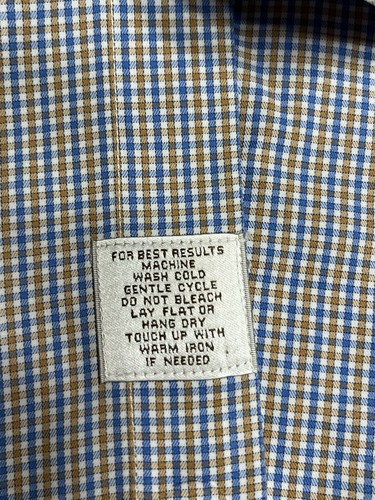 FOR BEST RESULTS
MACHINE
WASH COLD
GENTLE CYCLE
DO NOT BLEACH
LAY FLAT OR
HANG DRY
TOUCH UP WITH
WARM IRON
IF NEEDED